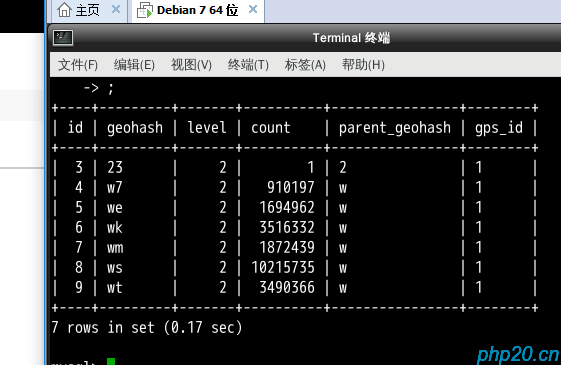 主页 × Debian 7 64 位 ×
Terminal 终端
文件(F) 编辑(E) 视图(V) 终端(T) 标签(A) 帮助(H)
-> ;
+----+---------+-------+----------+----------------+--------+
| id | geohash | level | count    | parent_geohash | gps_id |
+----+---------+-------+----------+----------------+--------+
|  3 | 23      |     2 |        1 | 2              | 1      |
|  4 | w7      |     2 |   910197 | w              | 1      |
|  5 | we      |     2 |  1694962 | w              | 1      |
|  6 | wk      |     2 |  3516332 | w              | 1      |
|  7 | wm      |     2 |  1872439 | w              | 1      |
|  8 | ws      |     2 | 10215735 | w              | 1      |
|  9 | wt      |     2 |  3490366 | w              | 1      |
+----+---------+-------+----------+----------------+--------+
7 rows in set (0.17 sec)
mysql>
php20.cn